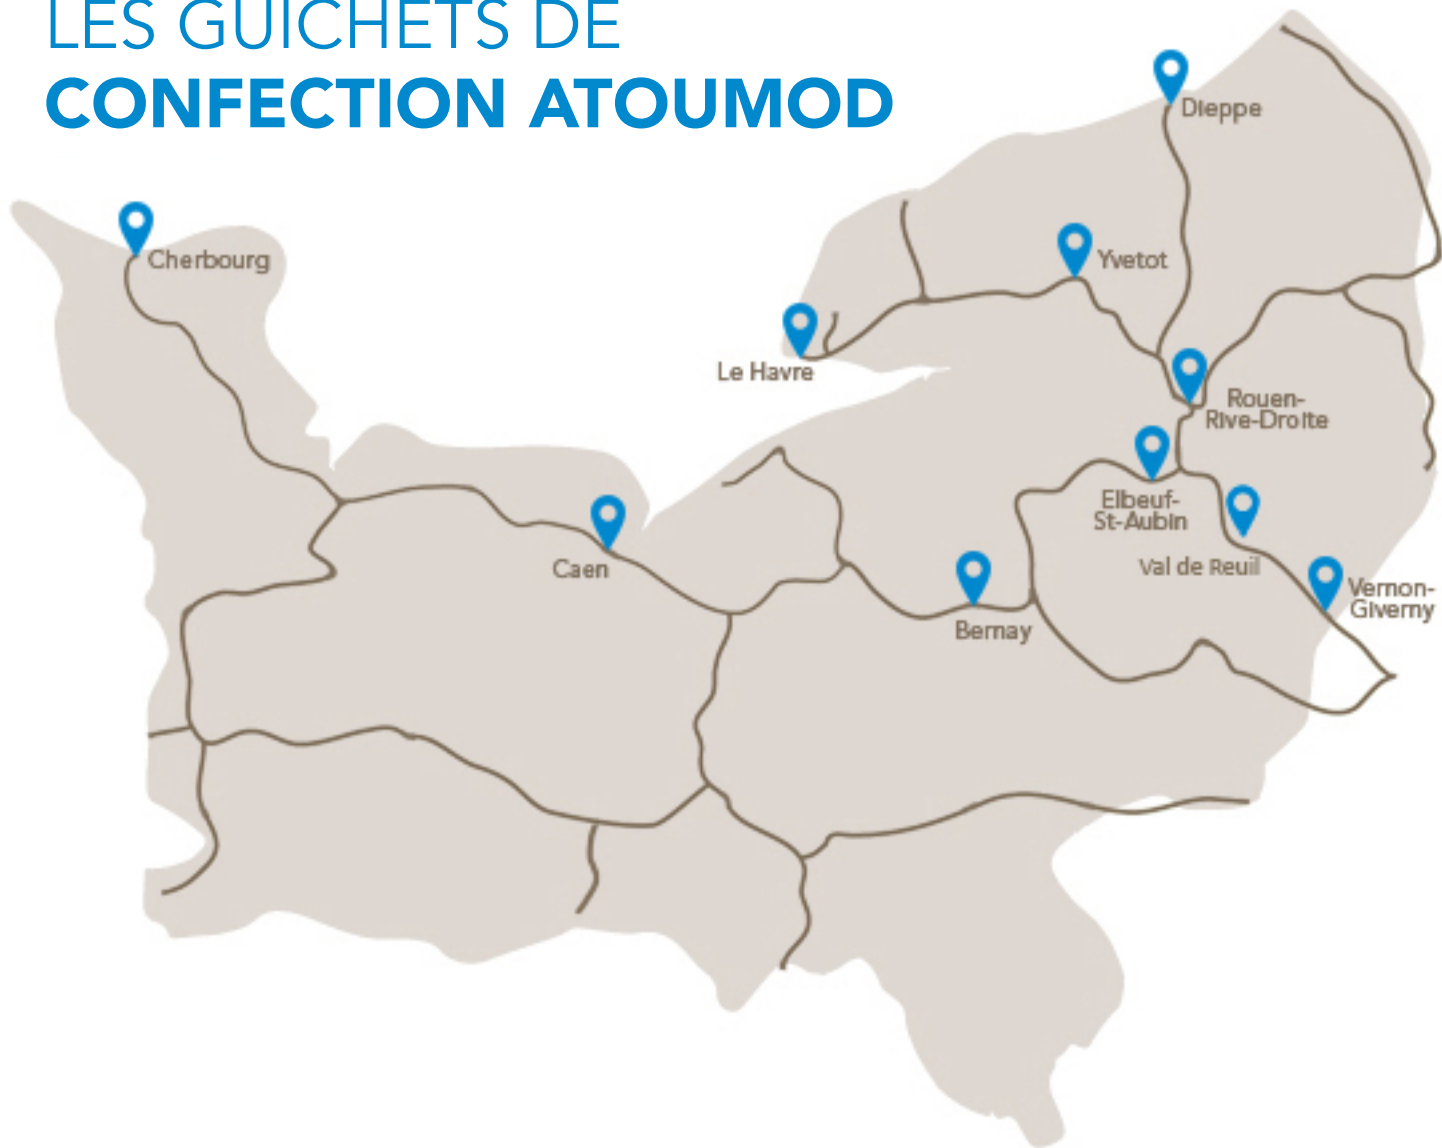 LES GUICHETS DE
CONFECTION ATOUMOD
Dieppe
Cherbourg
Yvetot
Le Havre
Rouen-
Rive-Droite
Elbeuf-
St-Aubin
Caen
Val de Reuil
Vernon-
Giverny
Bernay